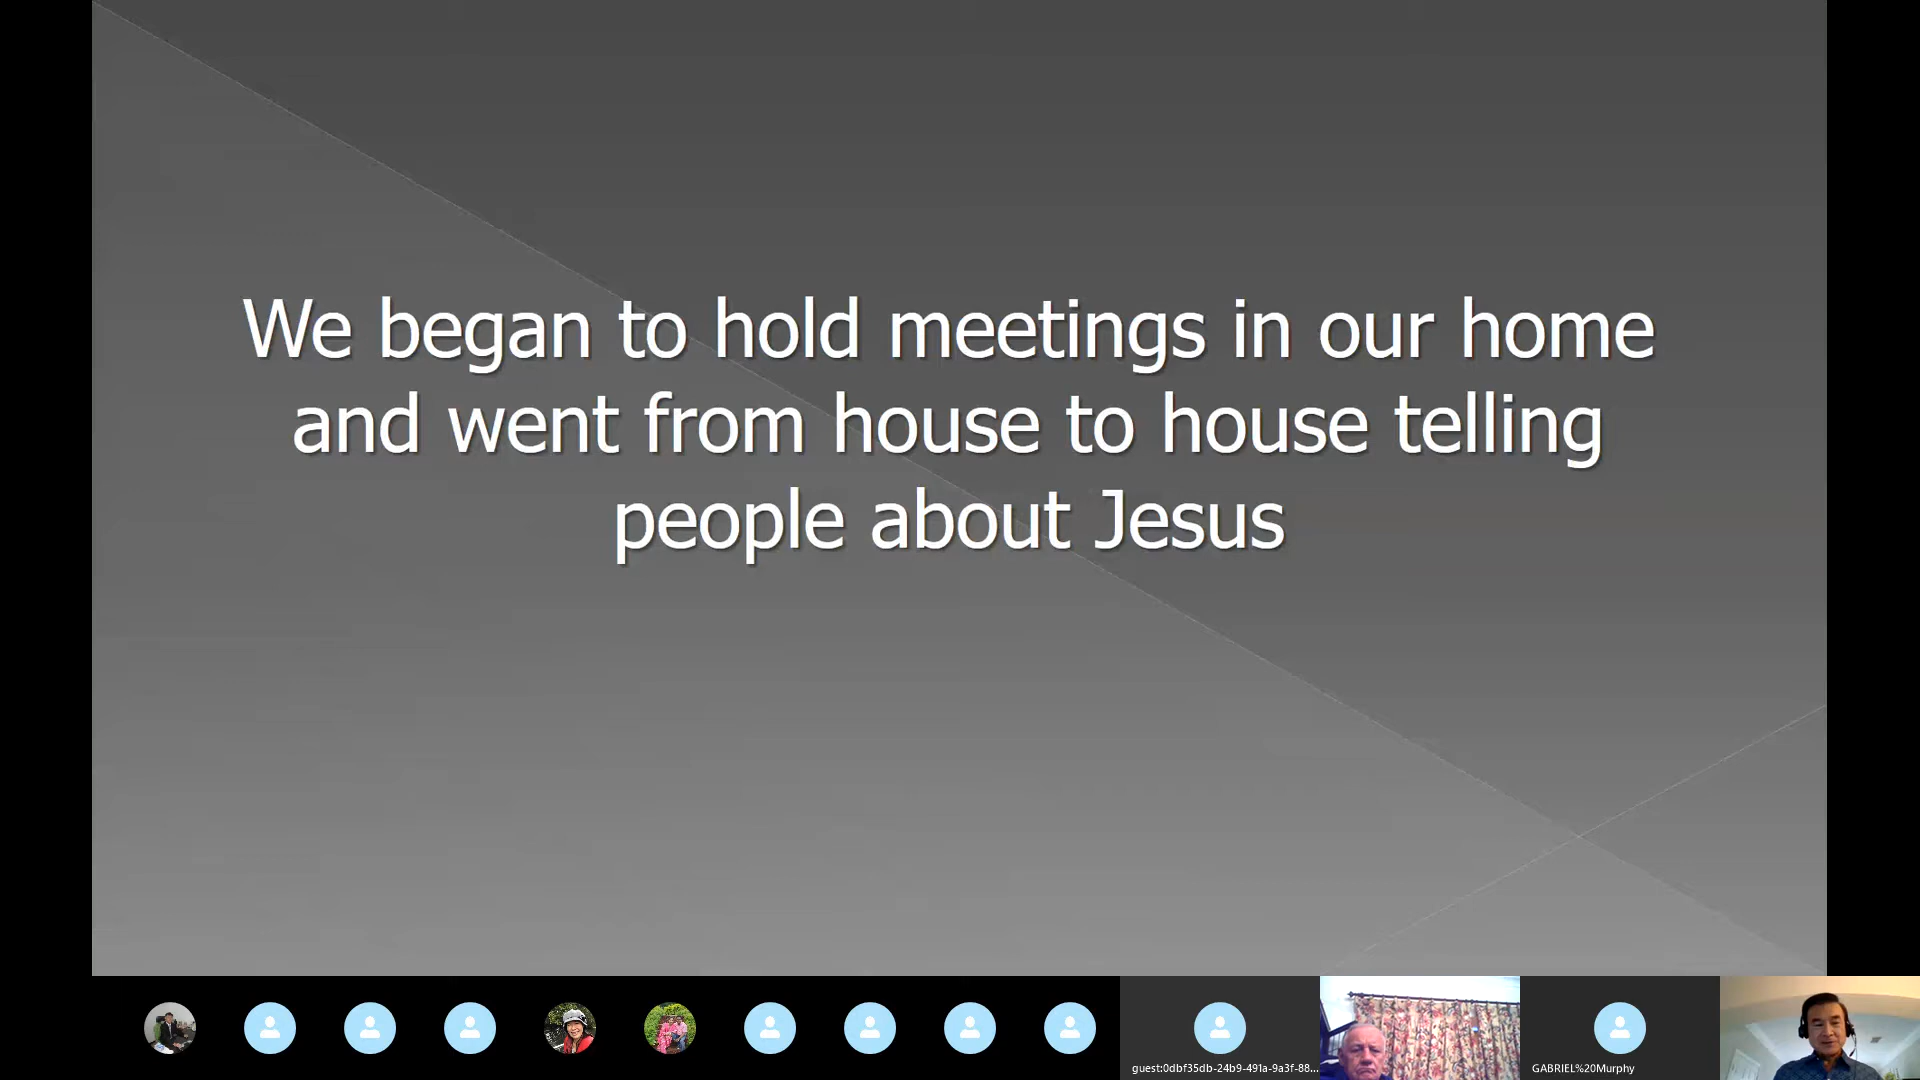 We began to hold meetings in our home
and went from house to house telling
people about Jesus
guest:0dbf35db-24b9-491a-9a3f-88...
GABRIEL%20Murphy